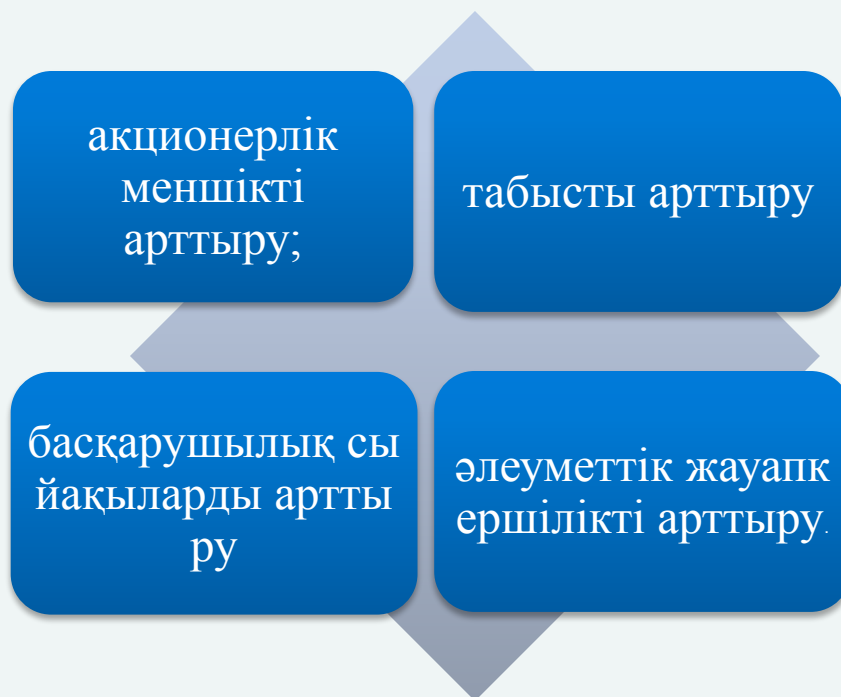 акционерлік
меншікті
арттыру;
табысты арттыру
басқарушылық сы
йақыларды артты
ру
әлеуметтік жауапк
ершілікті арттыру.